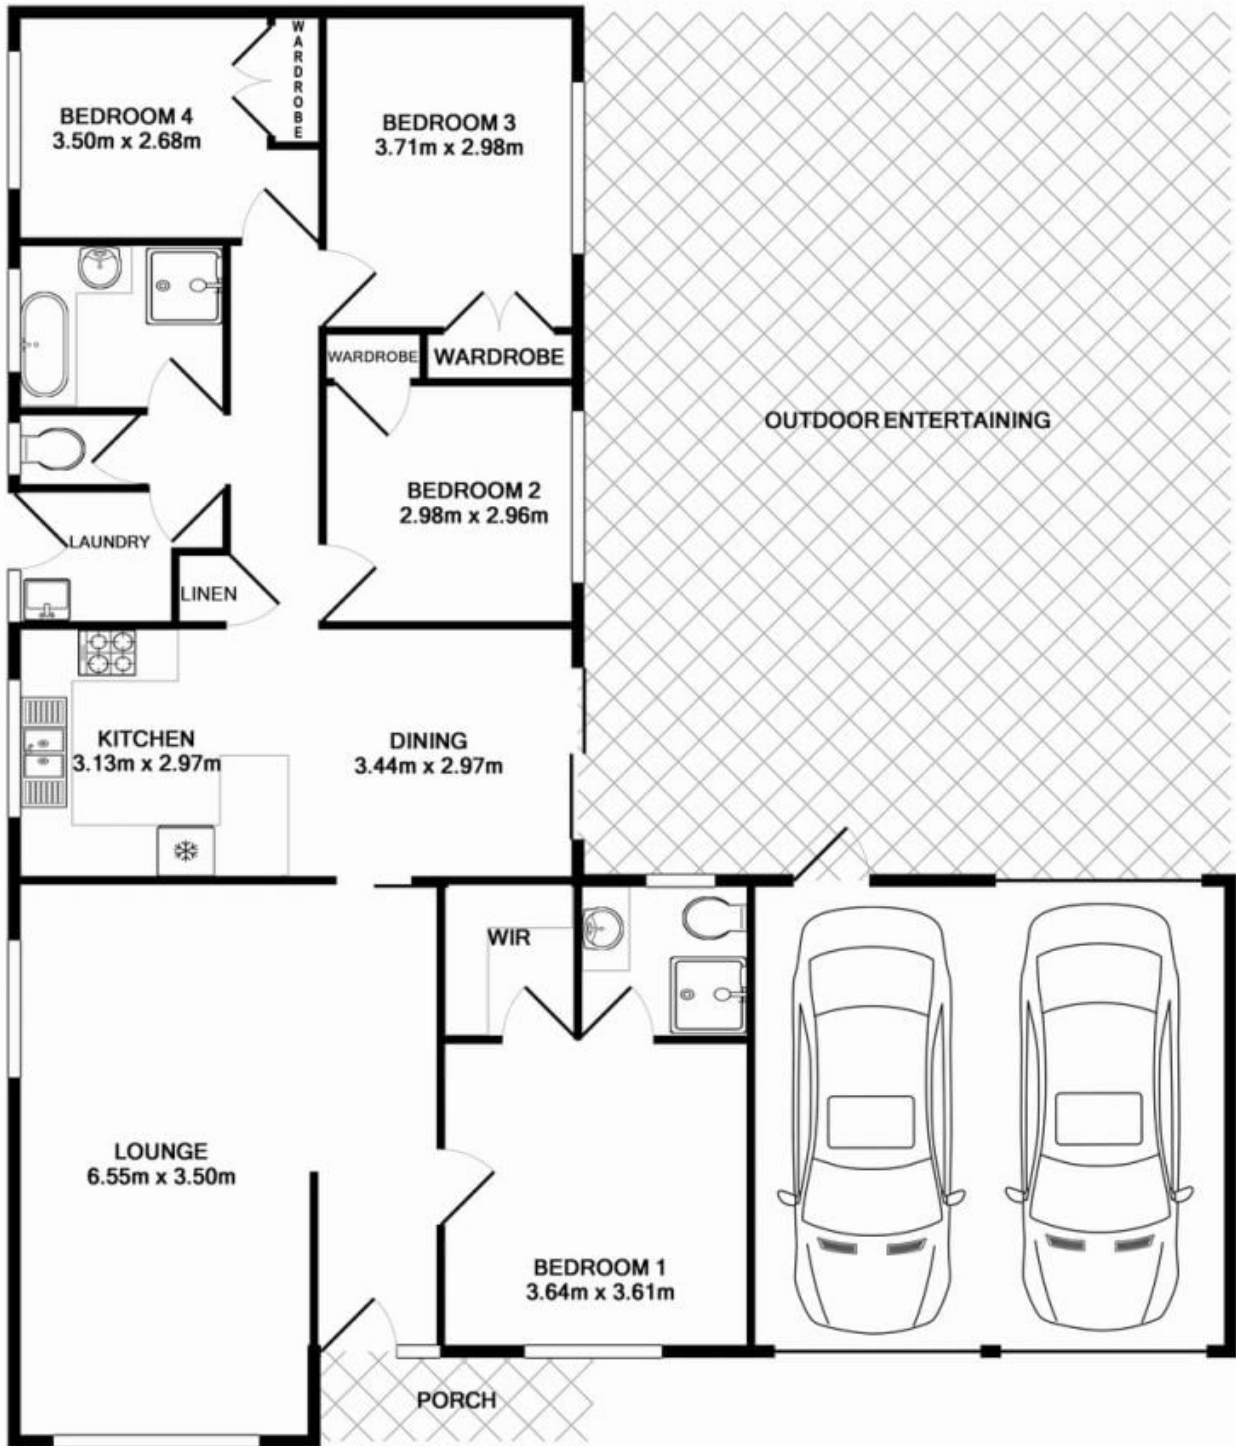 WARDROBE
BEDROOM 4
3.50m x 2.68m
BEDROOM 3
3.71m x 2.98m
WARDROBE
WARDROBE
OUTDOOR ENTERTAINING
BEDROOM 2
2.98m x 2.96m
LAUNDRY
LINEN
KITCHEN
3.13m x 2.97m
DINING
3.44m x 2.97m
WIR
LOUNGE
6.55m x 3.50m
BEDROOM 1
3.64m x 3.61m
PORCH